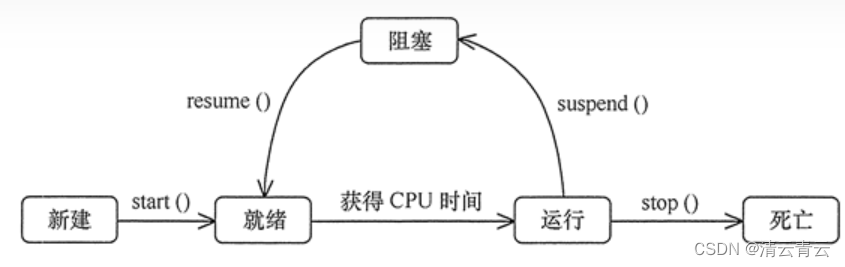 阻塞
resume ()
suspend ()
新建
start ()
就绪
获得 CPU 时间
运行
stop ()
死亡
CSDN @清云青云